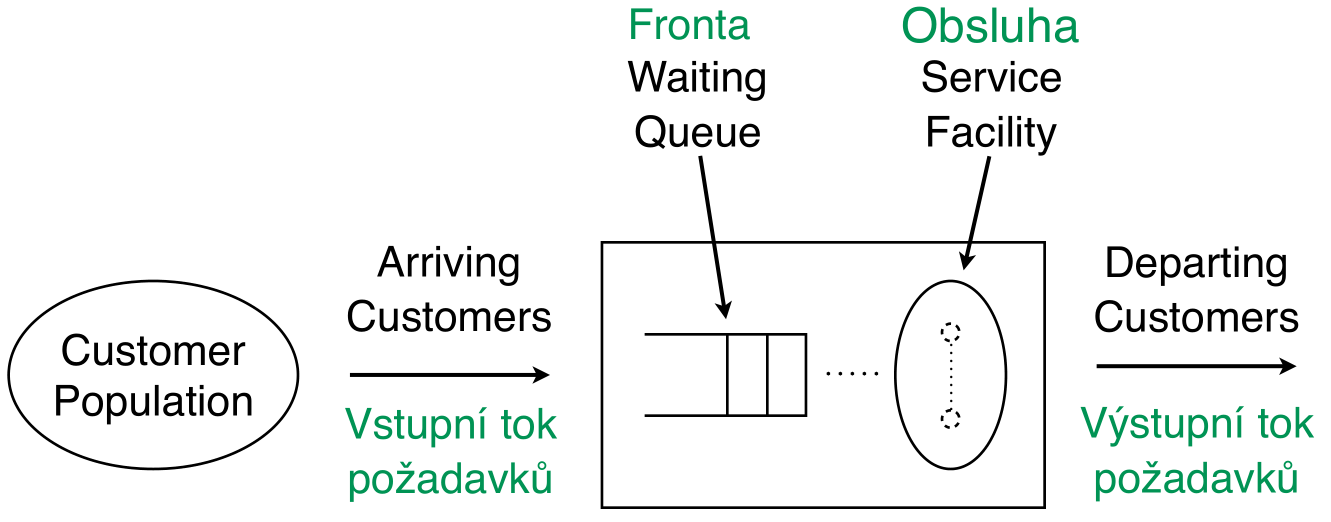 Fronta
Waiting
Queue
Obsluha
Service
Facility
Customer
Population
Arriving
Customers
Vstupní tok
požadavků
Departing
Customers
Výstupní tok
požadavků